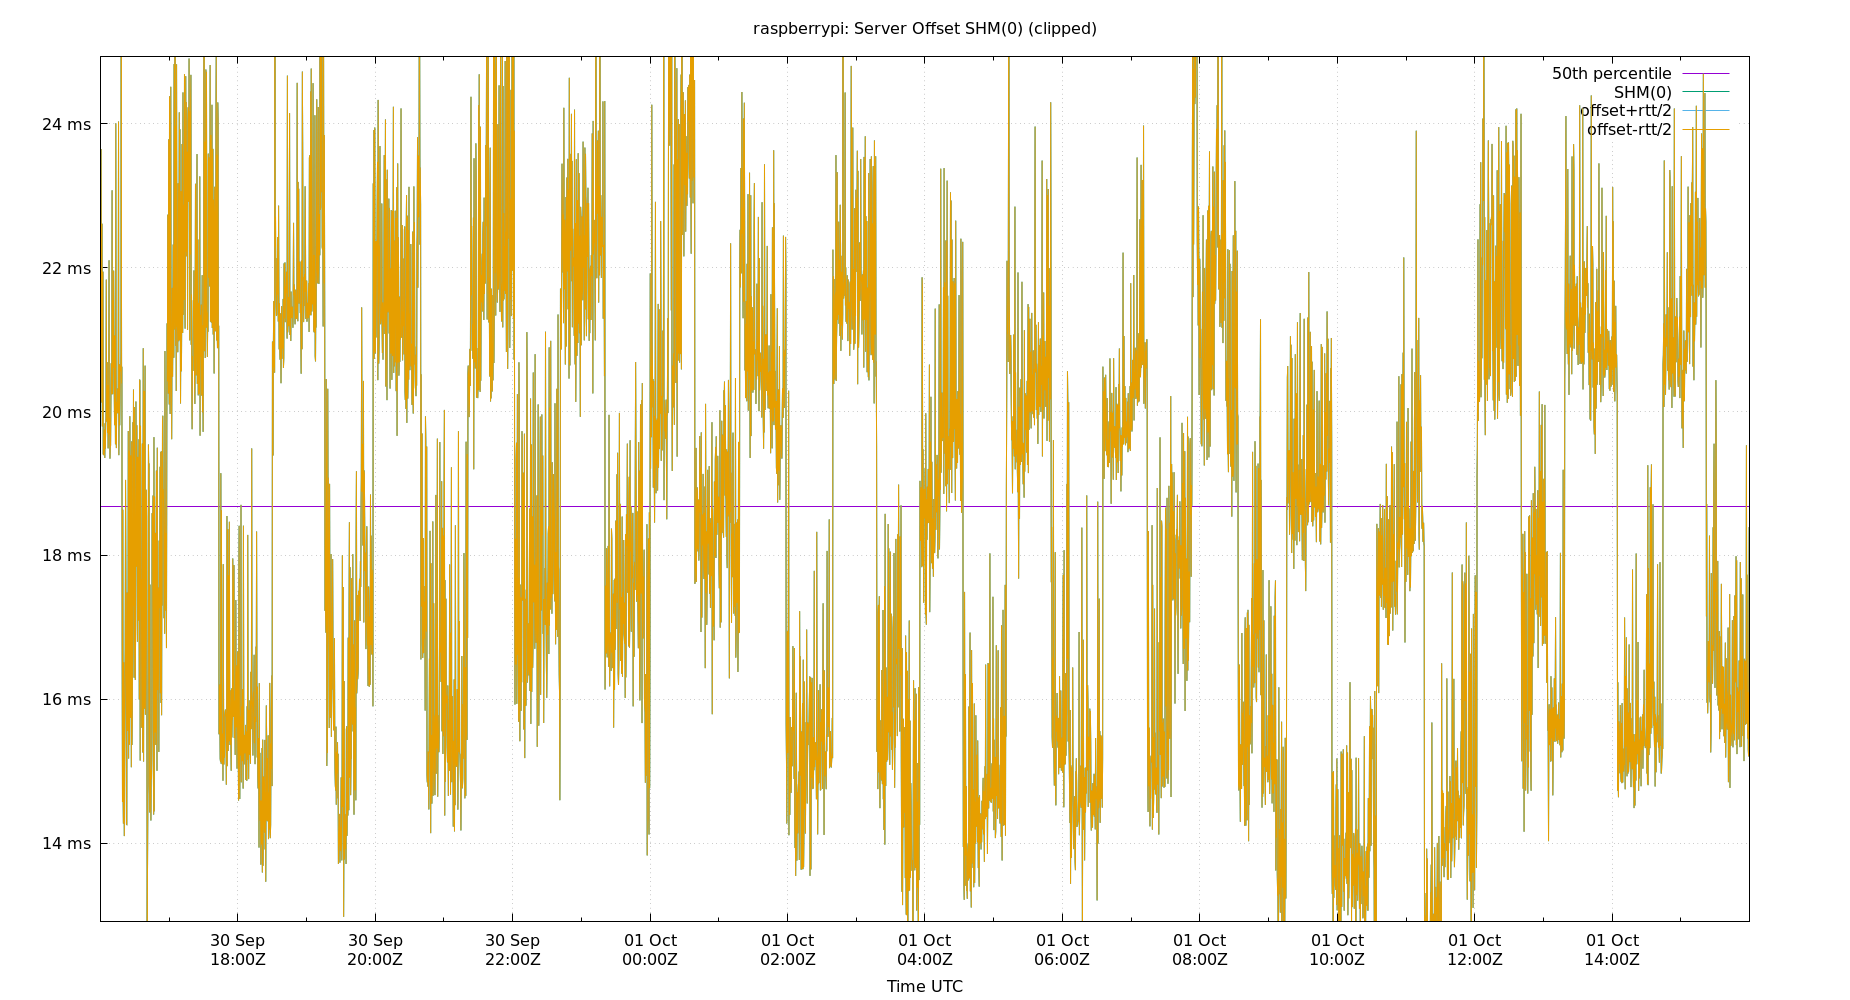 raspberrypi: Server Offset SHM(0) (clipped)
50th percentile
SHM(0)
offset+rtt/2
offset-rtt/2
24 ms
22 ms
20 ms
18 ms
16 ms
14 ms
30 Sep 30 Sep 30 Sep 01 Oct 01 Oct 01 Oct 01 Oct 01 Oct 01 Oct 01 Oct 01 Oct
18:00Z 20:00Z 22:00Z 00:00Z 02:00Z 04:00Z 06:00Z 08:00Z 10:00Z 12:00Z 14:00Z
Time UTC